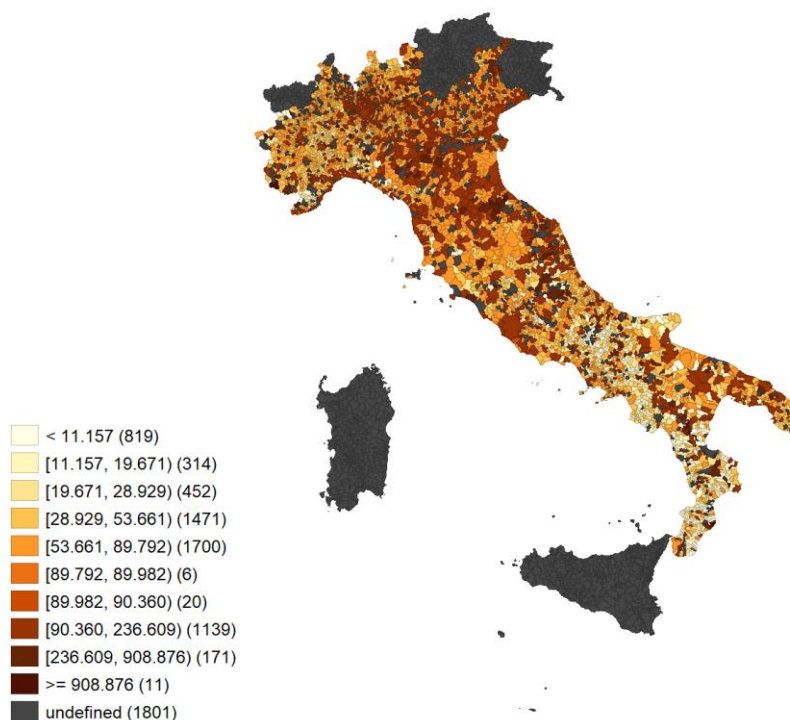 < 11.157 (819)
[11.157, 19.671) (314)
[19.671, 28.929) (452)
[28.929, 53.661) (1471)
[53.661, 89.792) (1700)
[89.792, 89.982) (6)
[89.982, 90.360) (20)
[90.360, 236.609) (1139)
[236.609, 908.876) (171)
>= 908.876 (11)
undefined (1801)